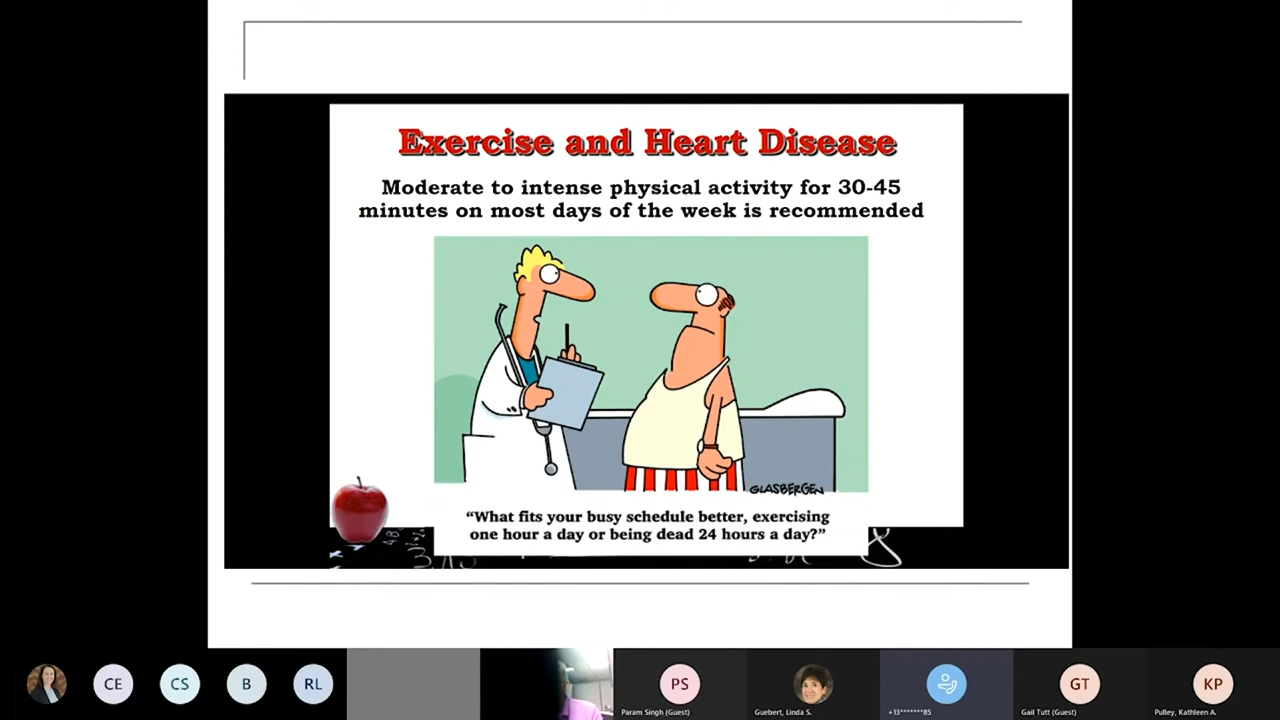 Exercise and Heart Disease
Moderate to intense physical activity for 30-45
minutes on most days of the week is recommended
GLASBERGEN
“What fits your busy schedule better, exercising
one hour a day or being dead 24 hours a day?”
CE
CS
B
RL
PS
GT
KP
Param Singh (Guest)
Guebert, Linda S.
+13*******85
Gail Tutt (Guest)
Pulley, Kathleen A.